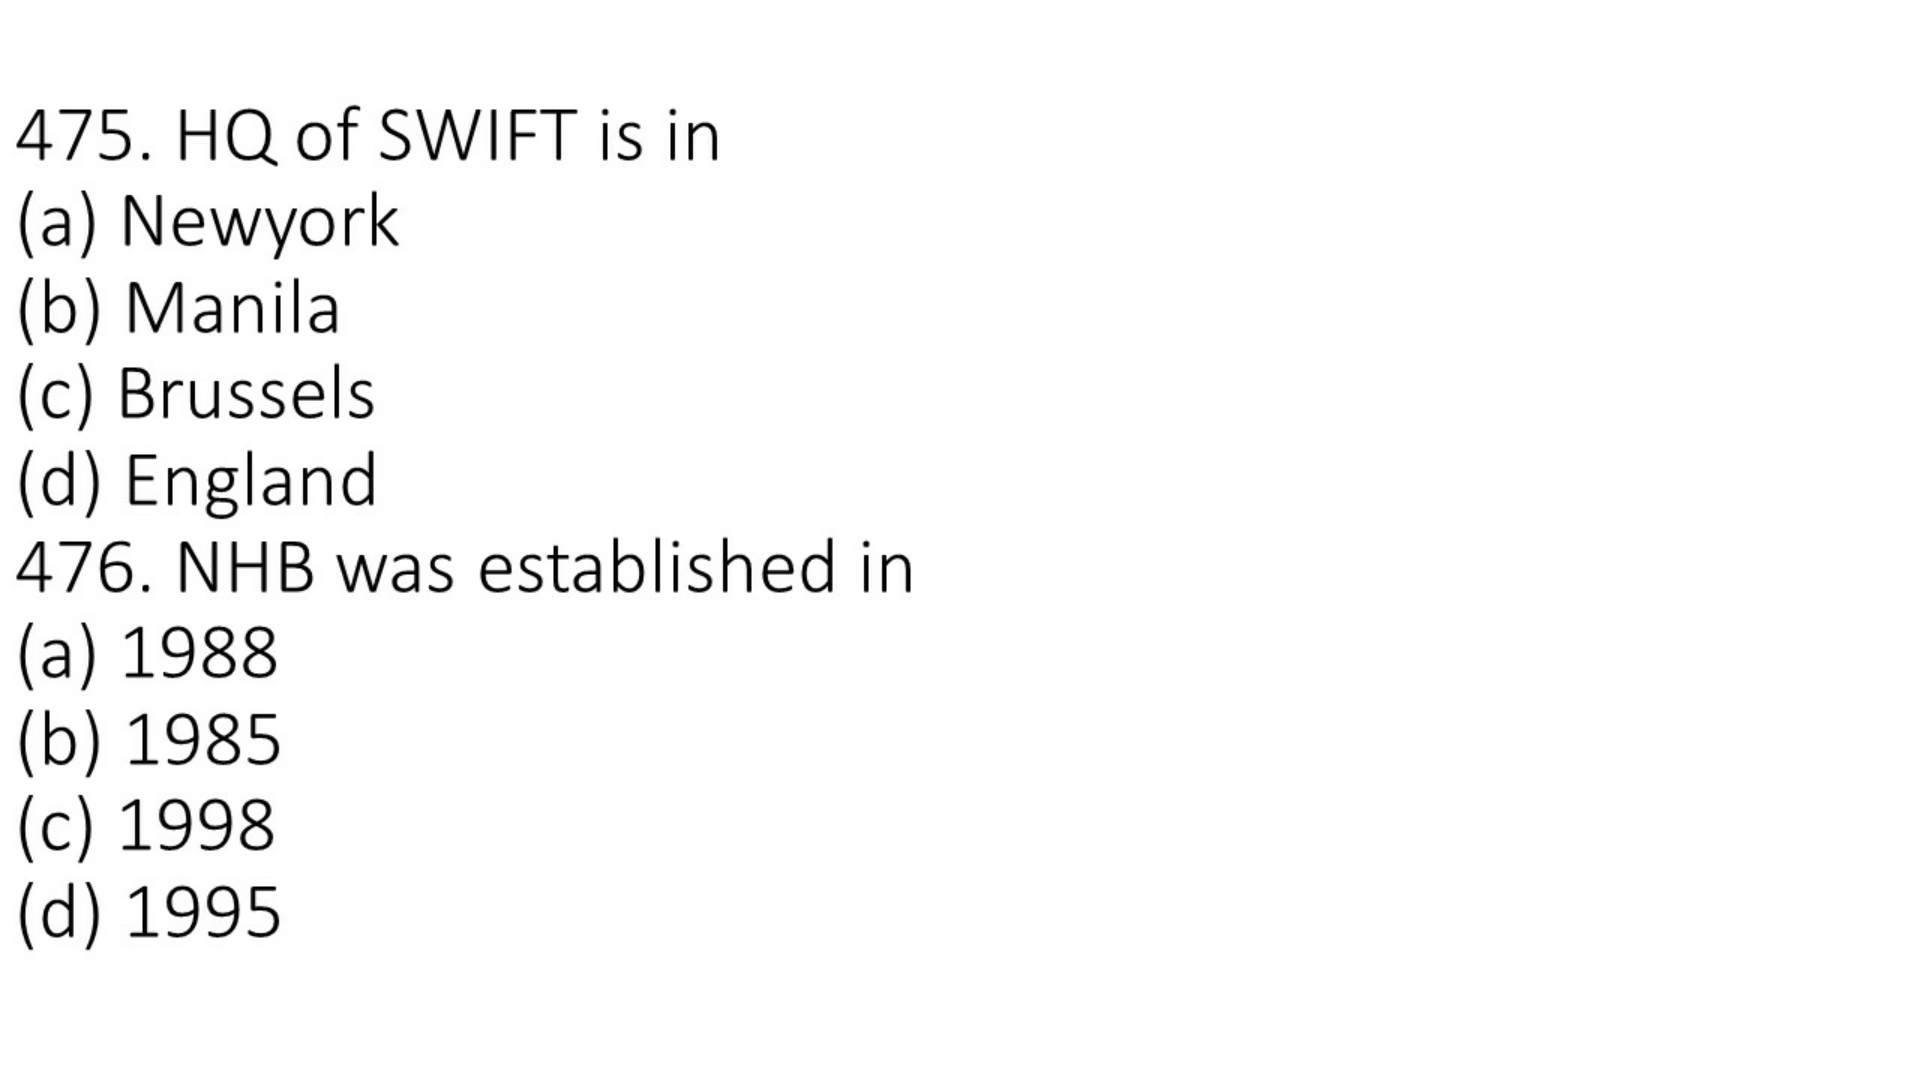 475. HQ of SWIFT is in
(a) Newyork
(b) Manila
(c) Brussels
(d) England
476. NHB was established in
(a) 1988
(b) 1985
(c) 1998
(d) 1995